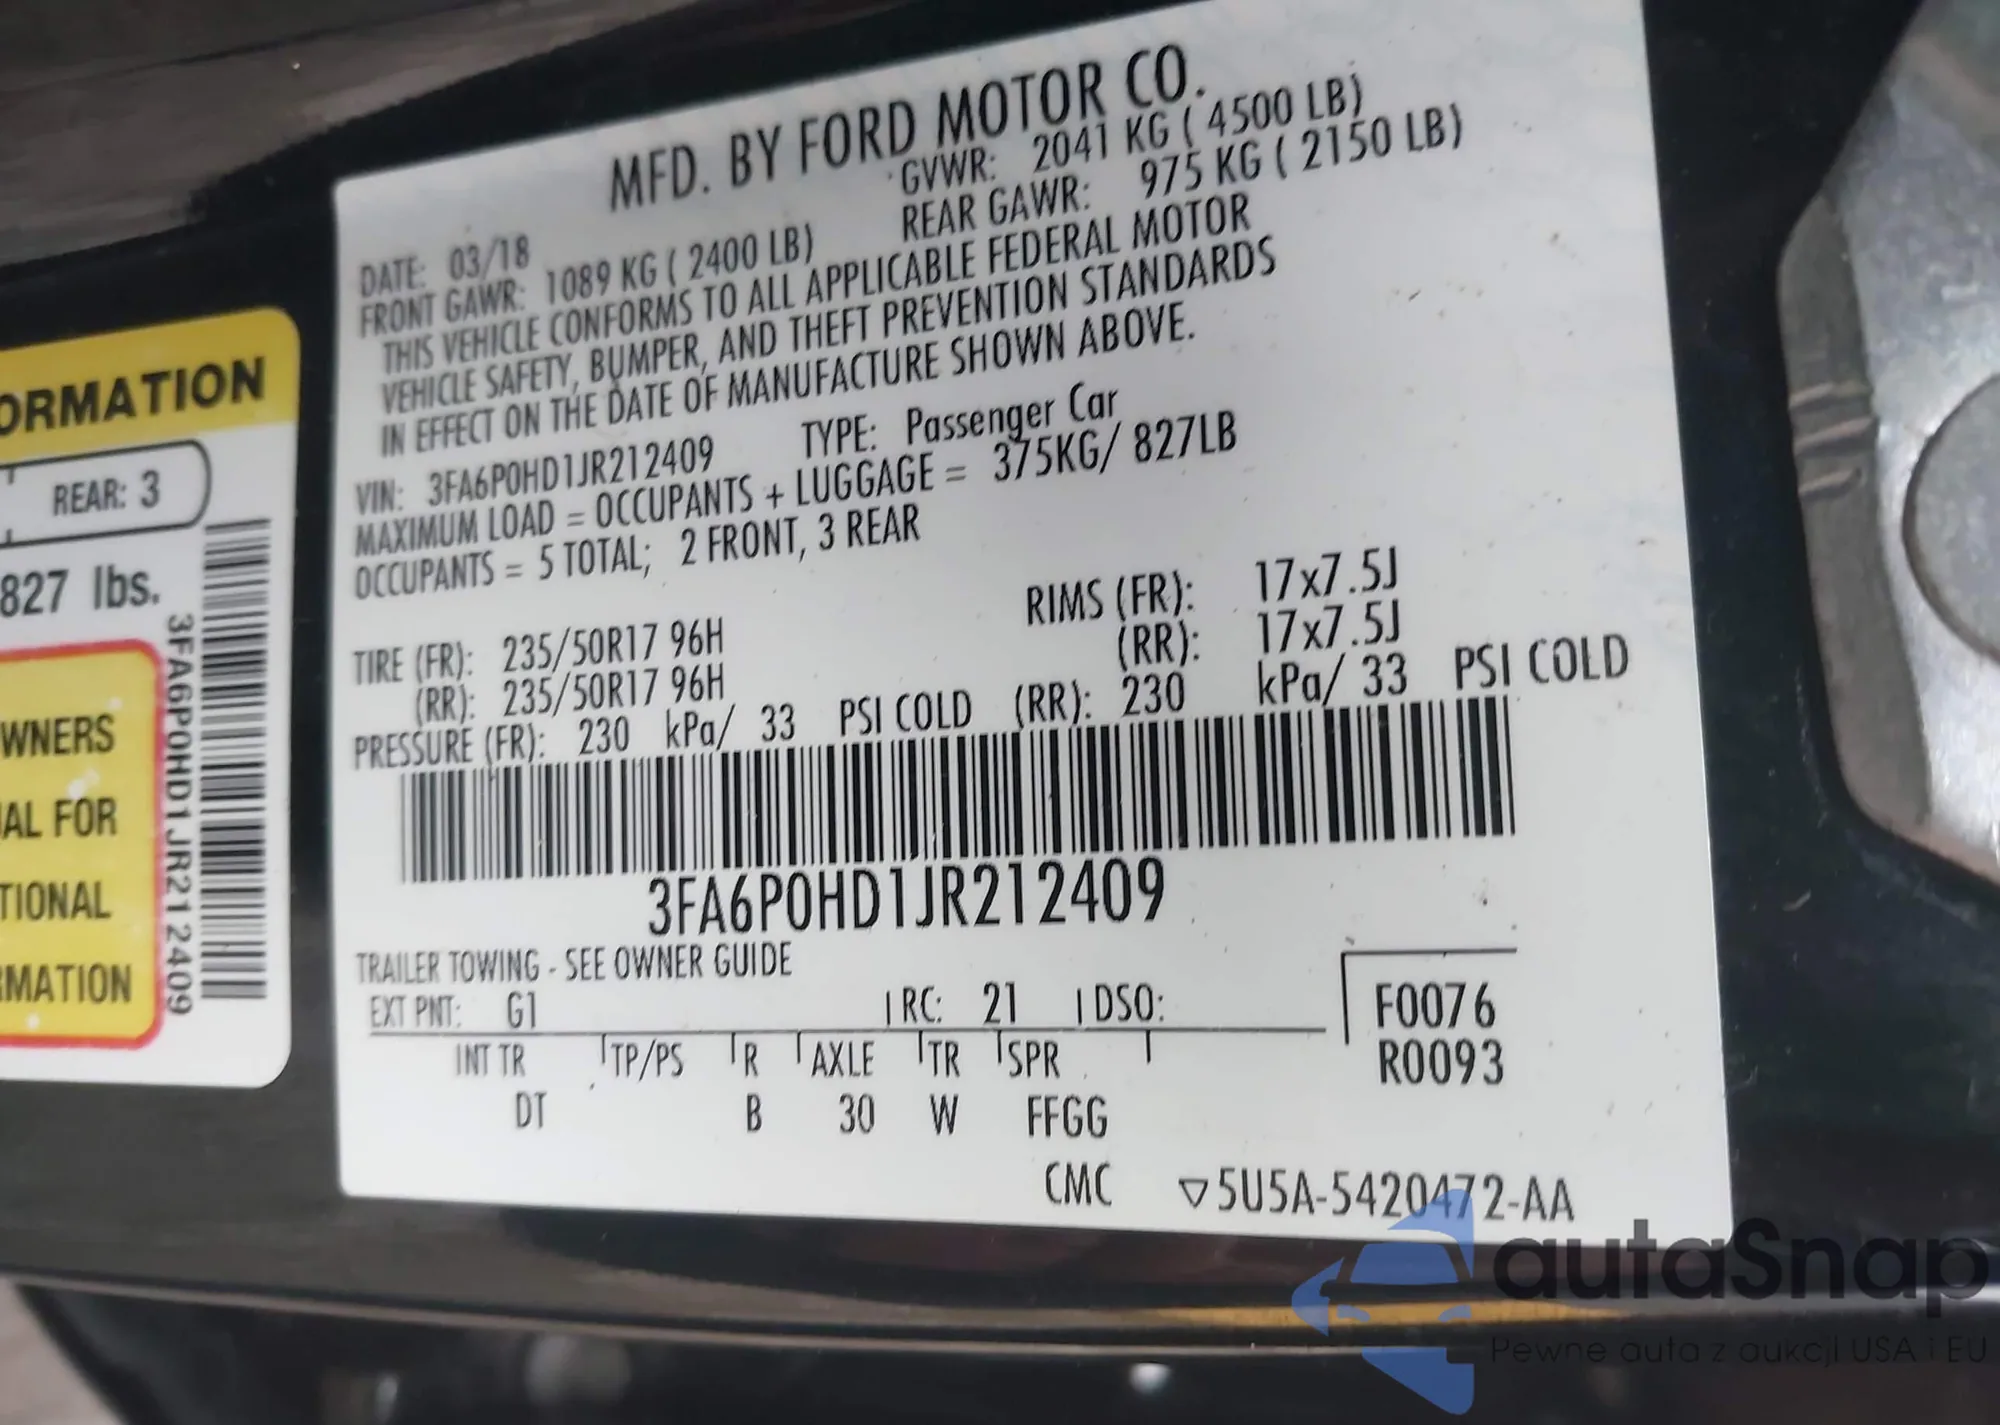 ORMATION
REAR: 3
827 lbs.
WNERS
AL FOR
TIONAL
RMATION
3FA6P0HD1JR212409
MFD. BY FORD MOTOR CO.
DATE: 03/18 GVWR: 2041 KG ( 4500 LB)
FRONT GAWR: 1089 KG ( 2400 LB) REAR GAWR: 975 KG ( 2150 LB)
THIS VEHICLE CONFORMS TO ALL APPLICABLE FEDERAL MOTOR
VEHICLE SAFETY, BUMPER, AND THEFT PREVENTION STANDARDS
IN EFFECT ON THE DATE OF MANUFACTURE SHOWN ABOVE.
VIN: 3FA6P0HD1JR212409 TYPE: Passenger Car
MAXIMUM LOAD = OCCUPANTS + LUGGAGE = 375KG/ 827LB
OCCUPANTS = 5 TOTAL; 2 FRONT, 3 REAR
TIRE (FR): 235/50R17 96H RIMS (FR): 17x7.5J
(RR): 235/50R17 96H (RR): 17x7.5J
PRESSURE (FR): 230 kPa/ 33 PSI COLD (RR): 230 kPa/ 33 PSI COLD
3FA6P0HD1JR212409
TRAILER TOWING - SEE OWNER GUIDE
EXT PNT: G1 RC: 21 DSO: F0076
INT TR TP/PS R AXLE TR SPR R0093
DT B 30 W FFGG
CMC ▽5U5A-5420472-AA
autaSnap
Pewne auta z aukcji USA i EU